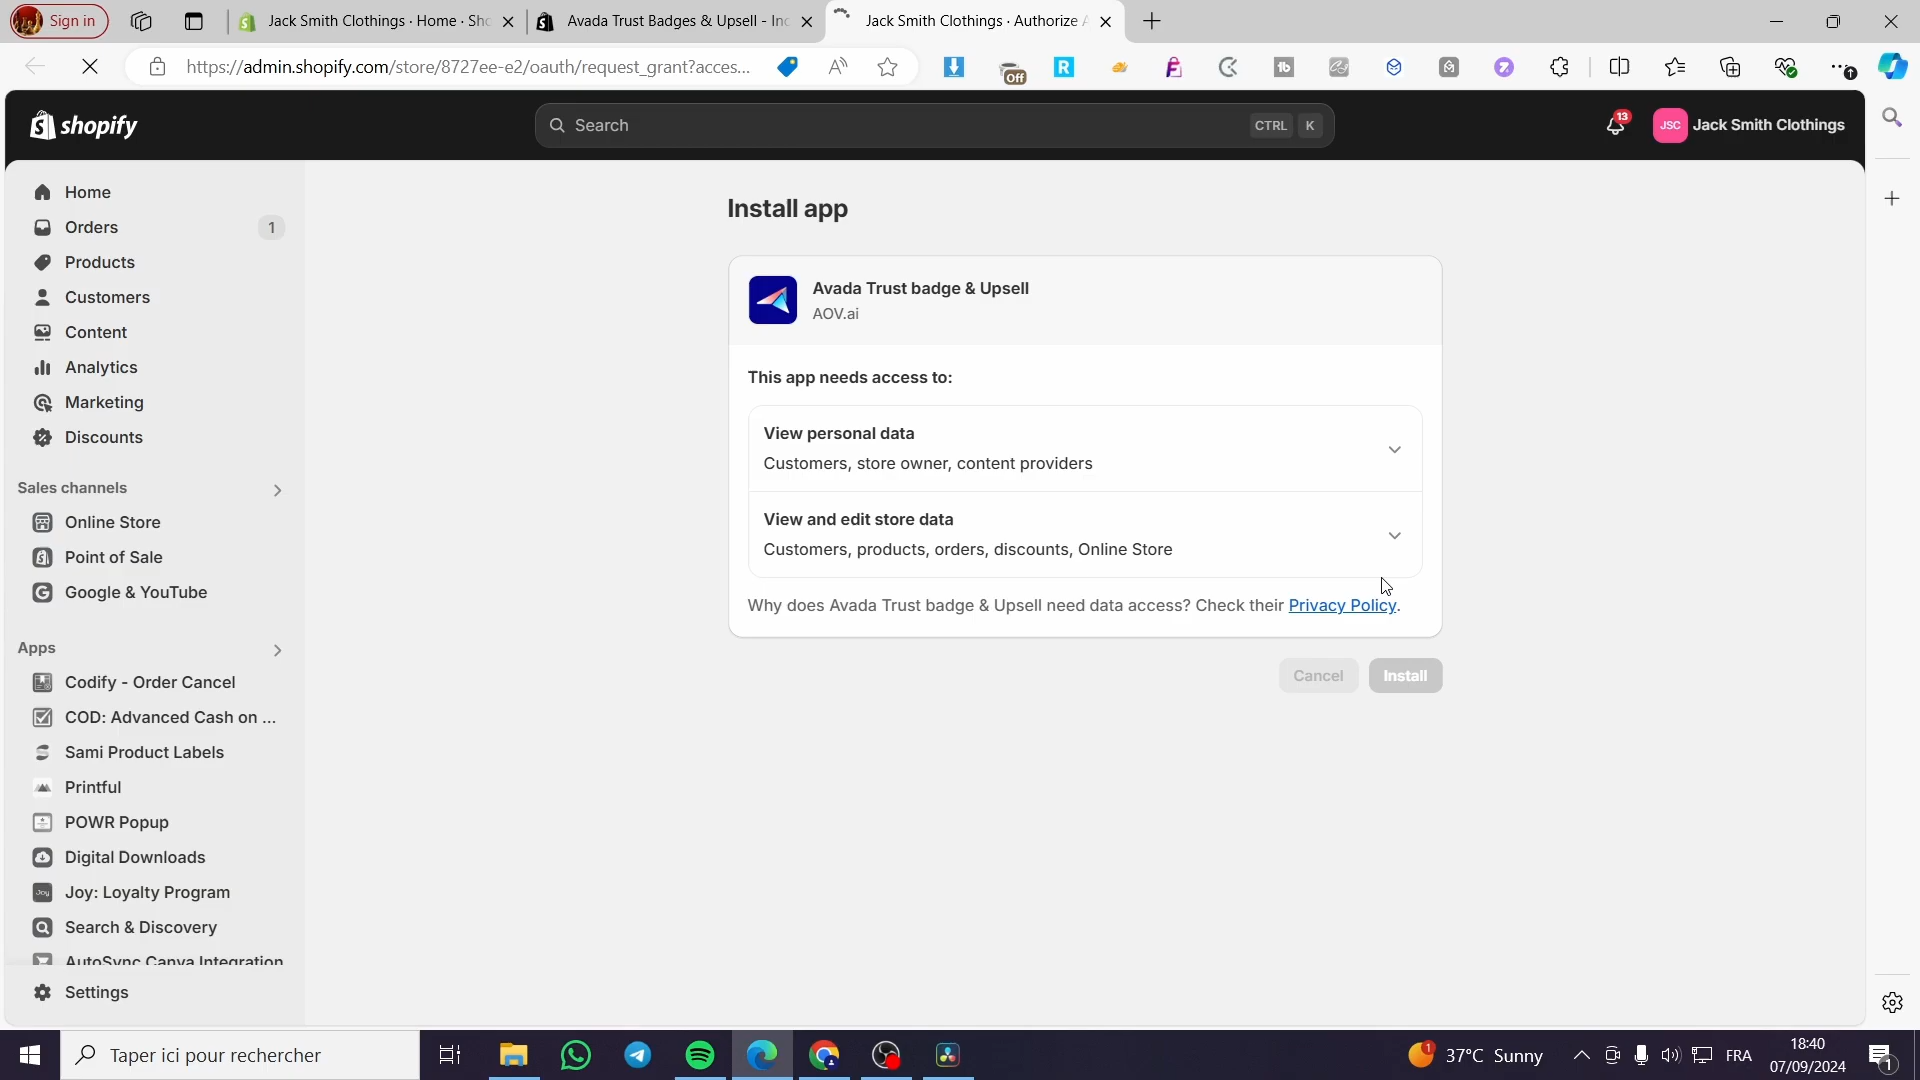 Sign in
Jack Smith Clothings · Home · Sho
Avada Trust Badges & Upsell - Inc
Jack Smith Clothings · Authorize A
https://admin.shopify.com/store/8727ee-e2/oauth/request_grant?acces...
Off
shopify
Search
CTRL K
13
JSC
Jack Smith Clothings
Home
Orders
1
Products
Customers
Content
Analytics
Marketing
Discounts
Sales channels
Online Store
Point of Sale
Google & YouTube
Apps
Codify - Order Cancel
COD: Advanced Cash on ...
Sami Product Labels
Printful
POWR Popup
Digital Downloads
Joy: Loyalty Program
Search & Discovery
AutoSync Canva Integration
Settings
Install app
Avada Trust badge & Upsell
AOV.ai
This app needs access to:
View personal data
Customers, store owner, content providers
View and edit store data
Customers, products, orders, discounts, Online Store
Why does Avada Trust badge & Upsell need data access? Check their Privacy Policy.
Cancel
Install
Taper ici pour rechercher
1
37°C Sunny
FRA
18:40
07/09/2024
1